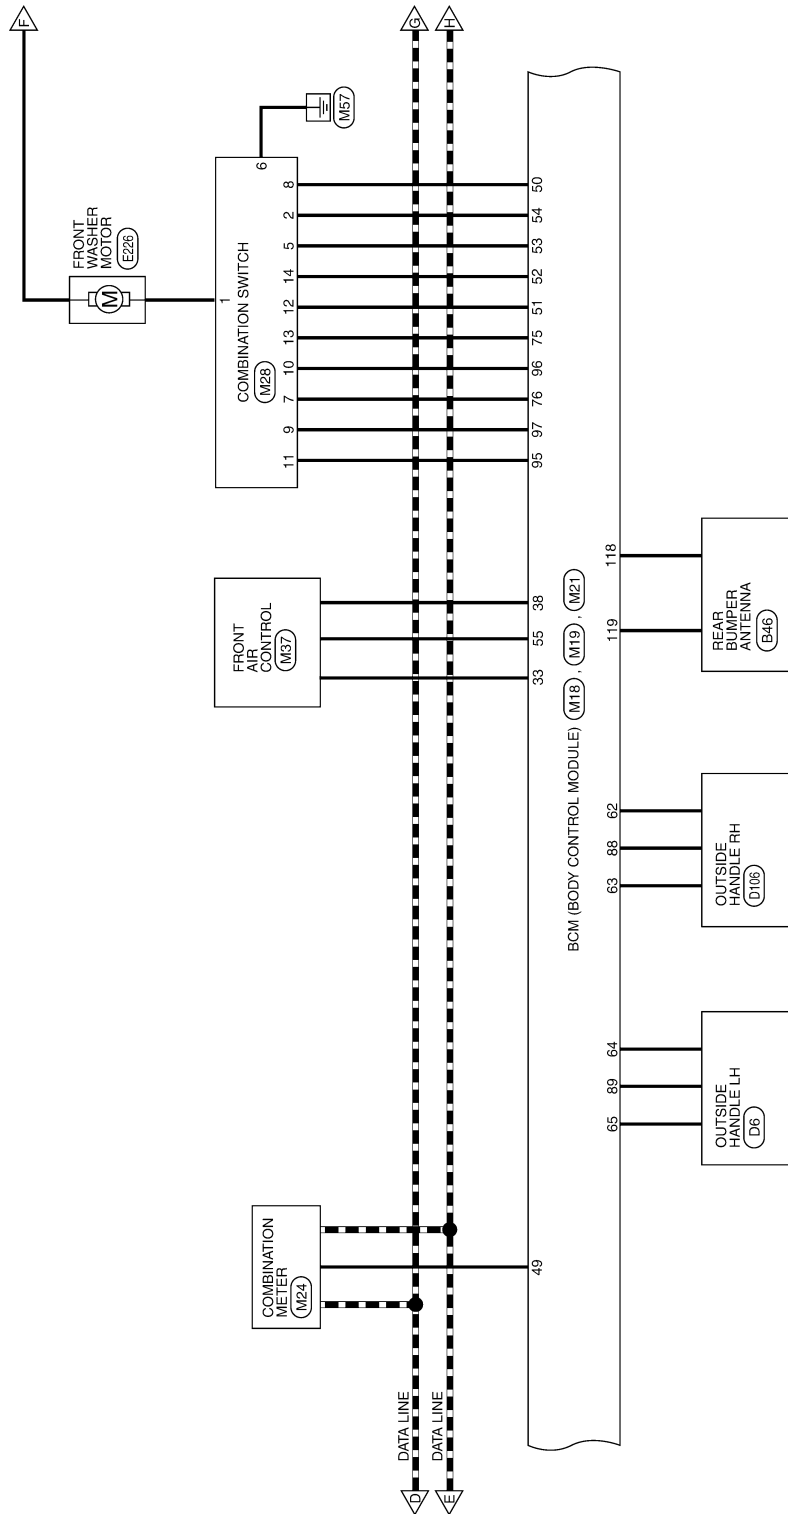 F
FRONT
WASHER
MOTOR
E226
M
1
COMBINATION SWITCH
M28
6
M57
11
9
7
10
13
12
14
5
2
8
FRONT
AIR
CONTROL
M37
COMBINATION
METER
M24
D
DATA LINE
G
E
DATA LINE
H
49
33
55
38
95
97
76
96
75
51
52
53
54
50
BCM (BODY CONTROL MODULE) M18 , M19 , M21
65
89
64
63
88
62
119
118
OUTSIDE
HANDLE LH
D6
OUTSIDE
HANDLE RH
D106
REAR
BUMPER
ANTENNA
B46